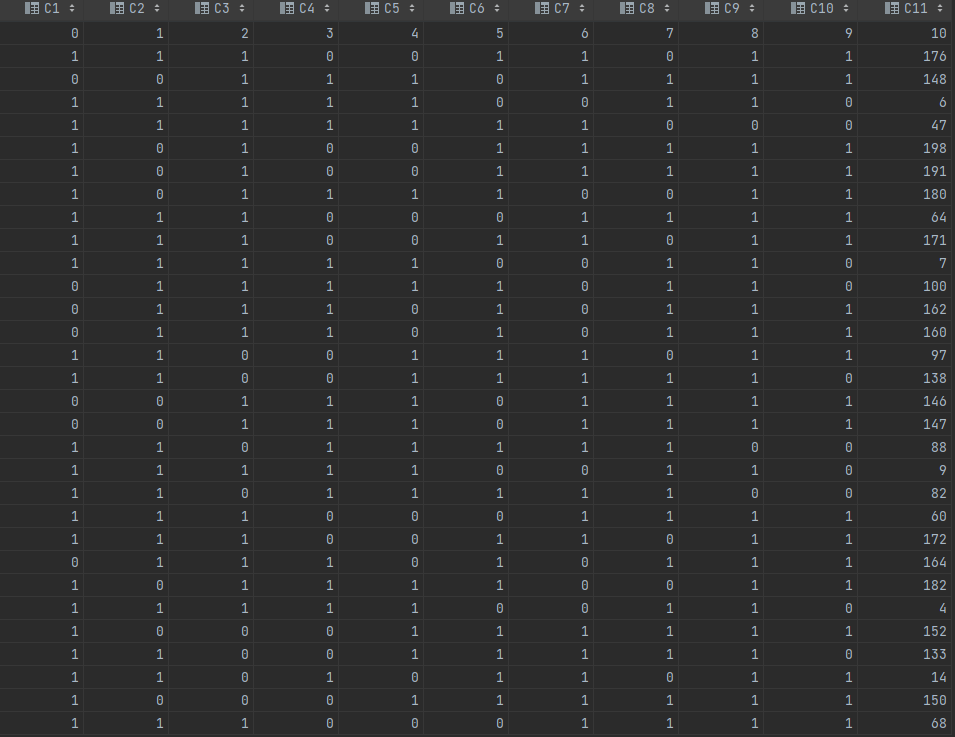 C1 C2 C3 C4 C5 C6 C7 C8 C9 C10 C11
0 1 2 3 4 5 6 7 8 9 10
1 1 1 0 0 1 1 0 1 1 176
0 0 1 1 1 0 1 1 1 1 148
1 1 1 1 1 0 0 1 1 0 6
1 1 1 1 1 1 1 0 0 0 47
1 0 1 0 0 1 1 1 1 1 198
1 0 1 0 0 1 1 1 1 1 191
1 0 1 1 1 1 0 0 1 1 180
1 1 1 0 0 0 1 1 1 1 64
1 1 1 0 0 1 1 0 1 1 171
1 1 1 1 1 0 0 1 1 0 7
0 1 1 1 1 1 0 1 1 0 100
0 1 1 1 0 1 0 1 1 1 162
0 1 1 1 0 1 0 1 1 1 160
1 1 0 0 1 1 1 0 1 1 97
1 1 0 0 1 1 1 1 1 0 138
0 0 1 1 1 0 1 1 1 1 146
0 0 1 1 1 0 1 1 1 1 147
1 1 0 1 1 1 1 1 0 0 88
1 1 1 1 1 0 0 1 1 0 9
1 1 0 1 1 1 1 1 0 0 82
1 1 1 0 0 0 1 1 1 1 60
1 1 1 0 0 1 1 0 1 1 172
0 1 1 1 0 1 0 1 1 1 164
1 0 1 1 1 1 0 0 1 1 182
1 1 1 1 1 0 0 1 1 0 4
1 0 0 0 1 1 1 1 1 1 152
1 1 0 0 1 1 1 1 1 0 133
1 1 0 1 0 1 1 0 1 1 14
1 0 0 0 1 1 1 1 1 1 150
1 1 1 0 0 0 1 1 1 1 68